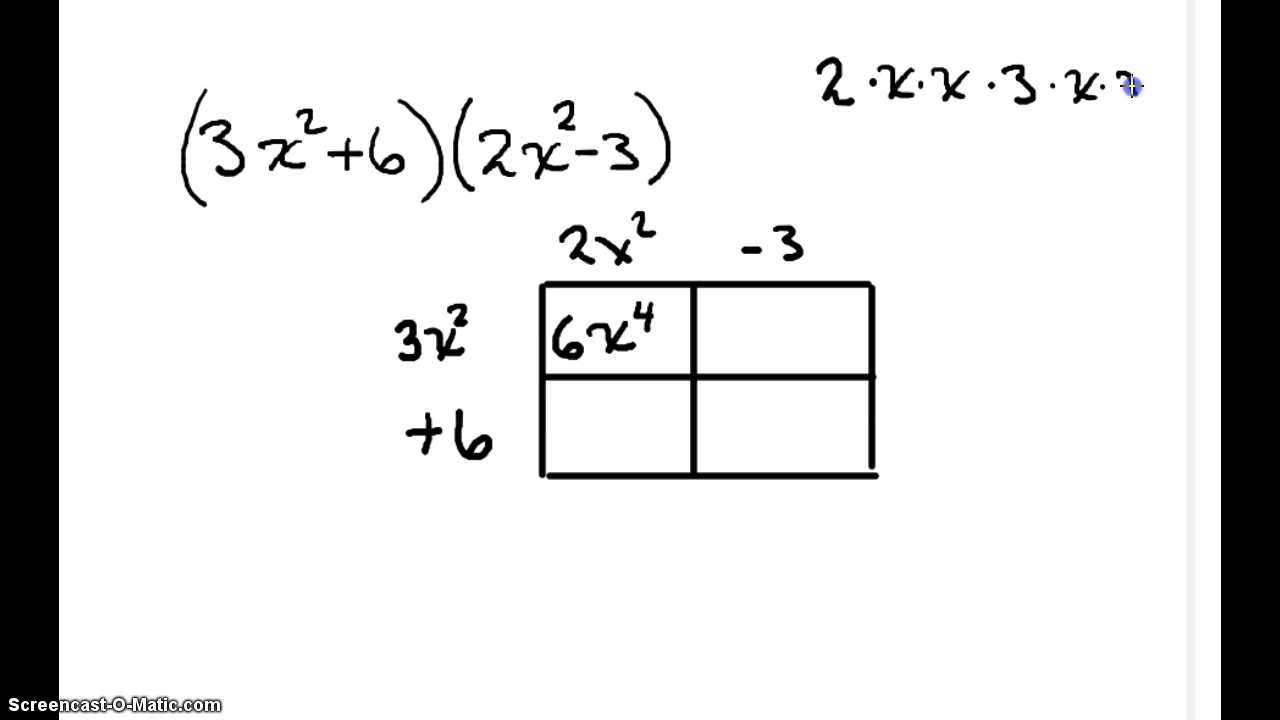 2 · x · x · 3 · x ·
(3x²+6)(2x²-3)
2x² -3
3x² 6x⁴
+6
Screencast-O-Matic.com